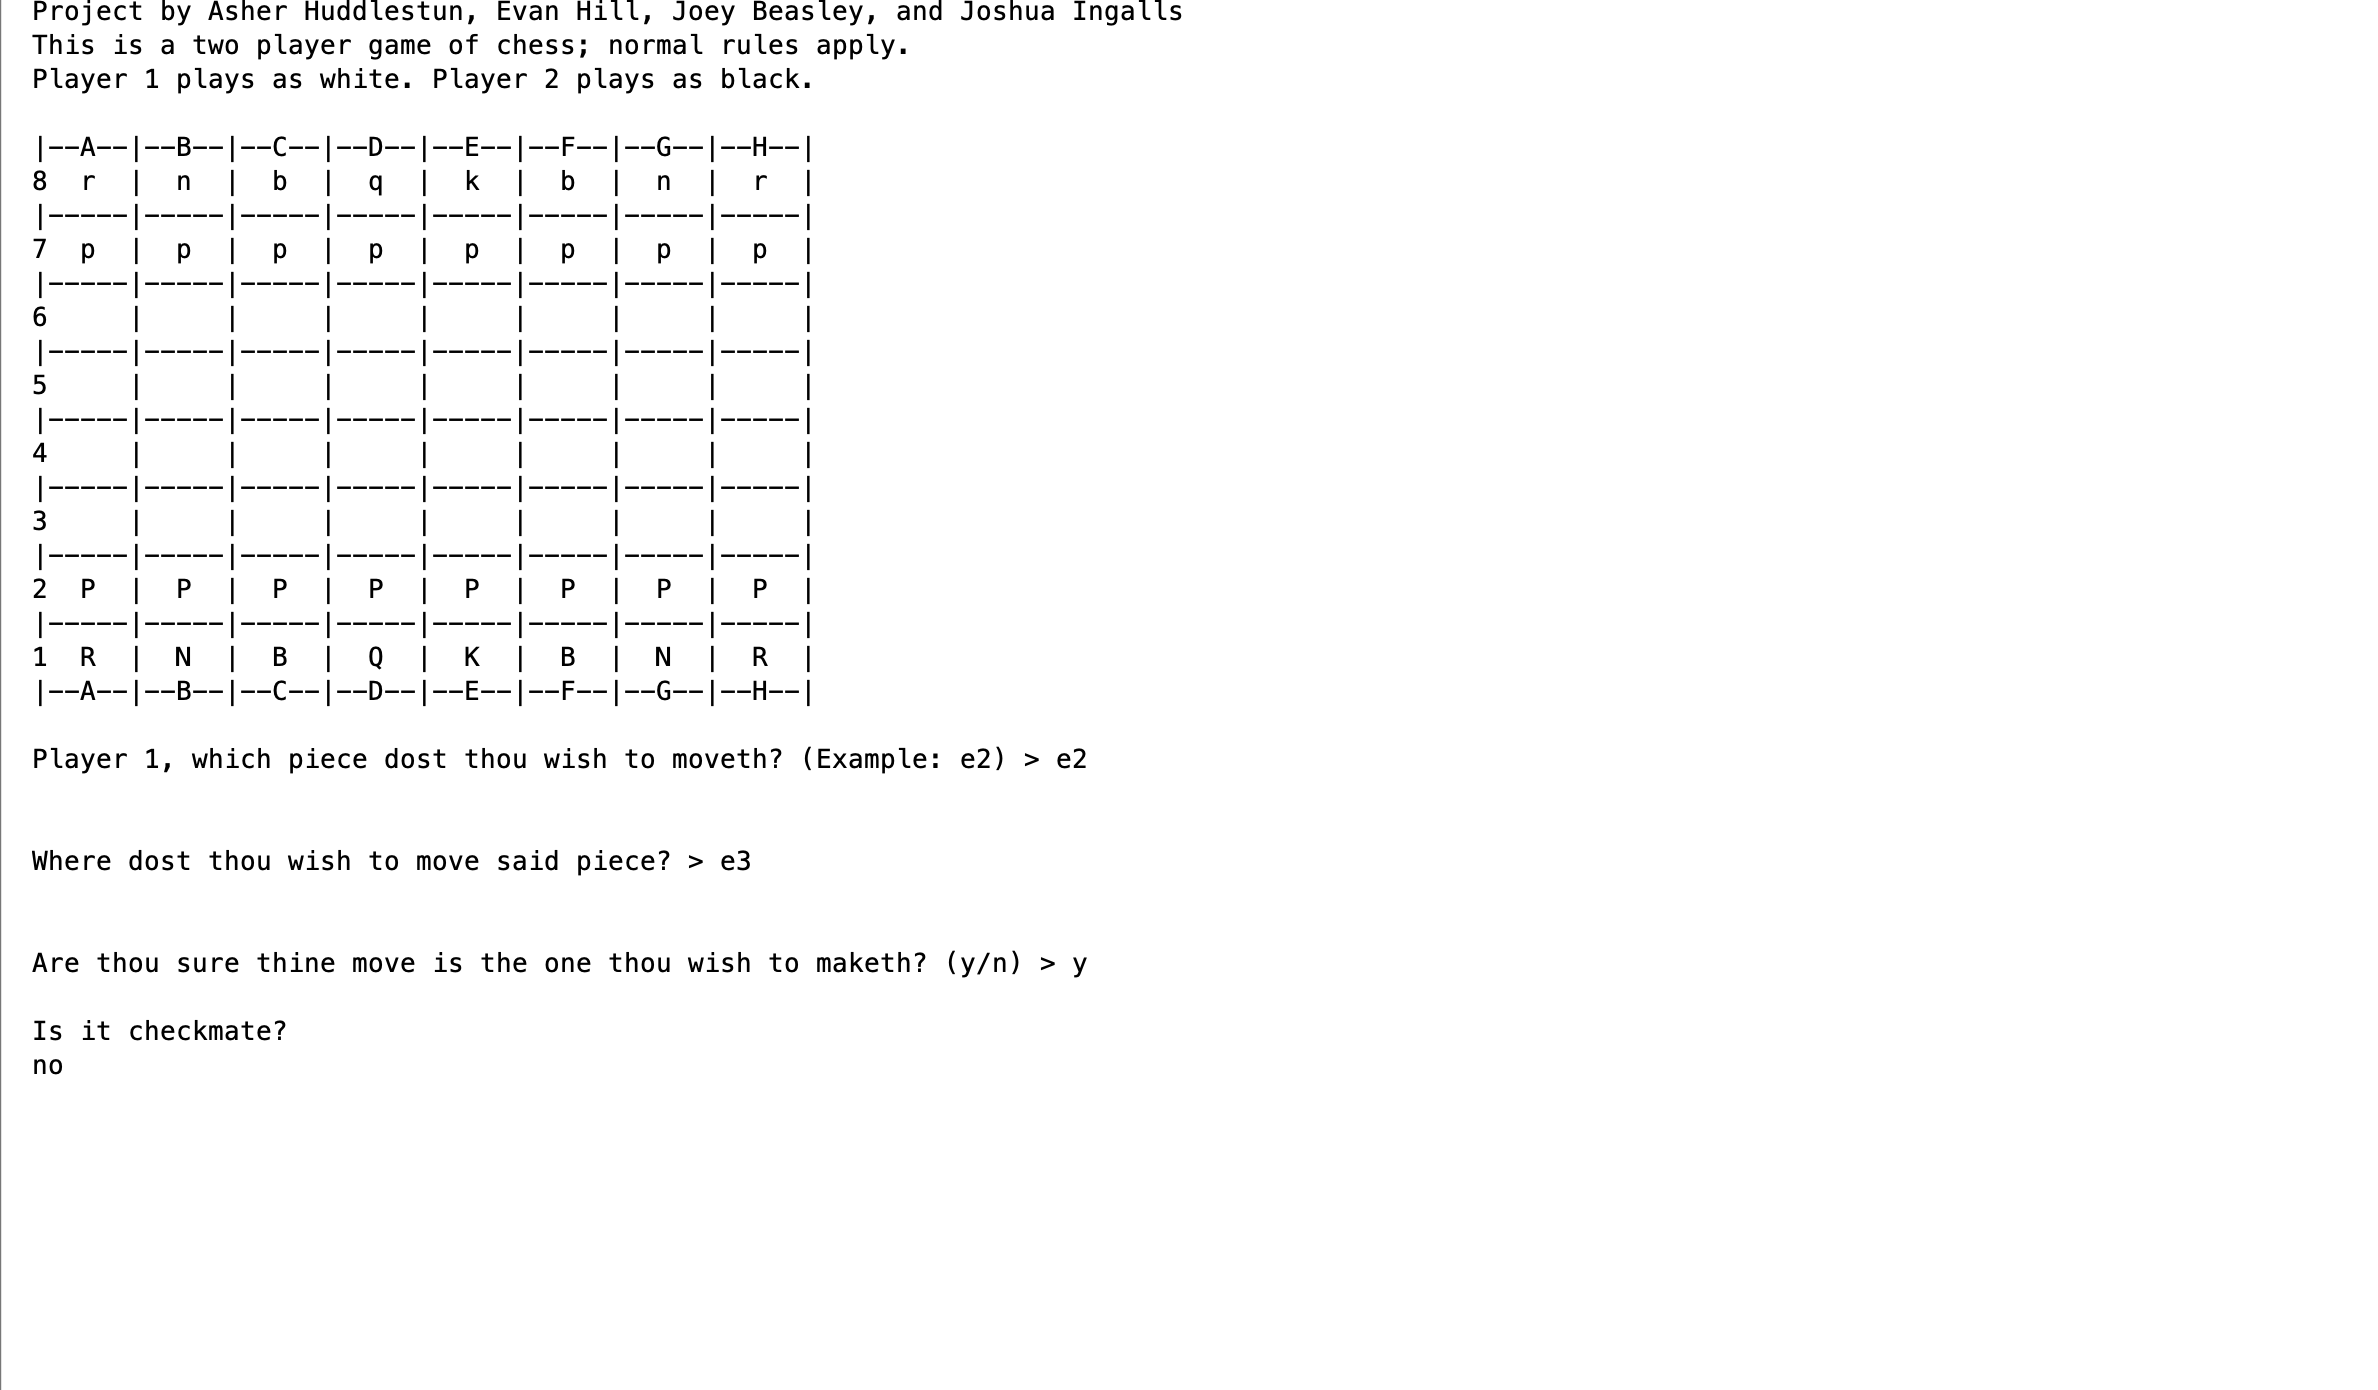 Project by Asher Huddlestun, Evan Hill, Joey Beasley, and Joshua Ingalls
This is a two player game of chess; normal rules apply.
Player 1 plays as white. Player 2 plays as black.

|--A--|--B--|--C--|--D--|--E--|--F--|--G--|--H--|
8  r  |  n  |  b  |  q  |  k  |  b  |  n  |  r  |
|-----|-----|-----|-----|-----|-----|-----|-----|
7  p  |  p  |  p  |  p  |  p  |  p  |  p  |  p  |
|-----|-----|-----|-----|-----|-----|-----|-----|
6     |     |     |     |     |     |     |     |
|-----|-----|-----|-----|-----|-----|-----|-----|
5     |     |     |     |     |     |     |     |
|-----|-----|-----|-----|-----|-----|-----|-----|
4     |     |     |     |     |     |     |     |
|-----|-----|-----|-----|-----|-----|-----|-----|
3     |     |     |     |     |     |     |     |
|-----|-----|-----|-----|-----|-----|-----|-----|
2  P  |  P  |  P  |  P  |  P  |  P  |  P  |  P  |
|-----|-----|-----|-----|-----|-----|-----|-----|
1  R  |  N  |  B  |  Q  |  K  |  B  |  N  |  R  |
|--A--|--B--|--C--|--D--|--E--|--F--|--G--|--H--|

Player 1, which piece dost thou wish to moveth? (Example: e2) > e2

Where dost thou wish to move said piece? > e3

Are thou sure thine move is the one thou wish to maketh? (y/n) > y

Is it checkmate?
no